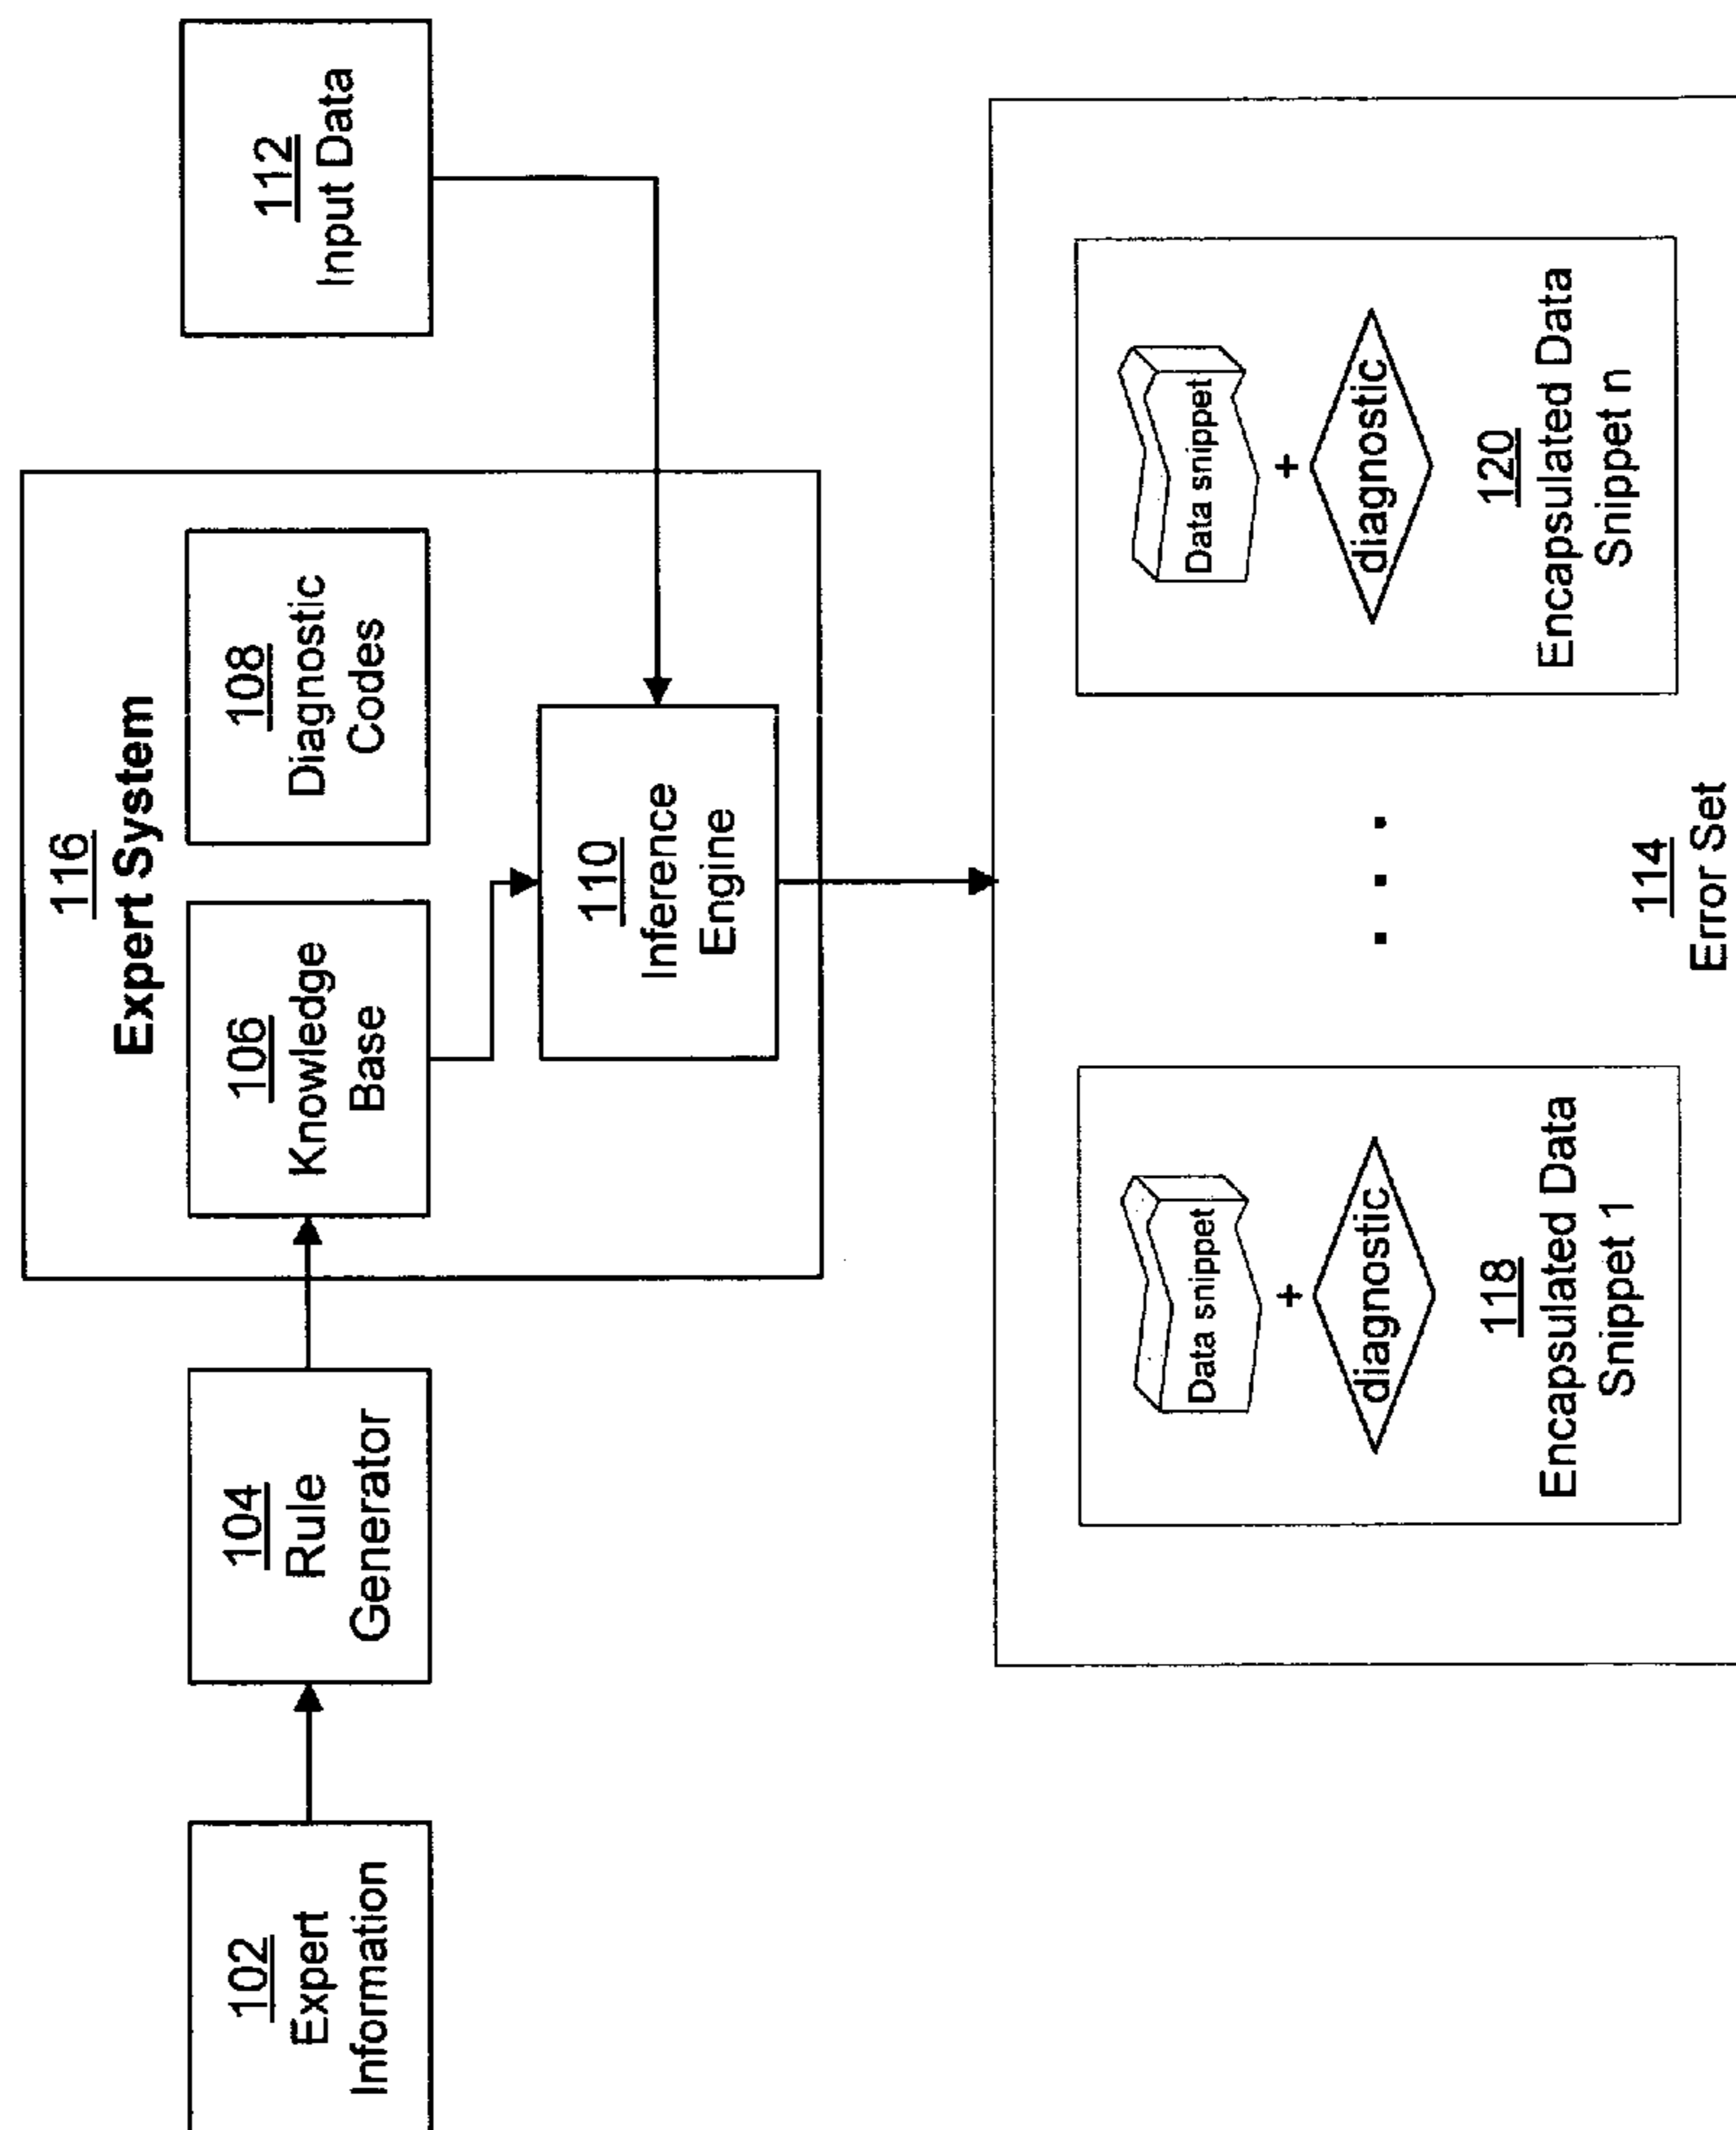 116
Expert System
102
Expert
Information
104
Rule
Generator
106
Knowledge
Base
108
Diagnostic
Codes
112
Input Data
110
Inference
Engine
Data snippet
+
diagnostic
118
Encapsulated Data
Snippet 1
. . .
Data snippet
+
diagnostic
120
Encapsulated Data
Snippet n
114
Error Set